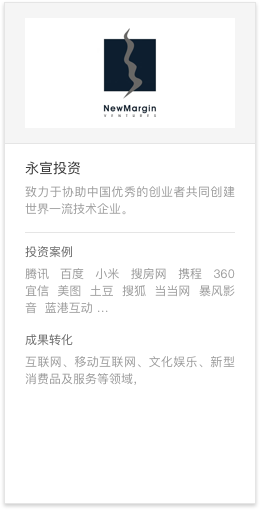 NewMargin
VENTURES
永宣投资
致力于协助中国优秀的创业者共同创建
世界一流技术企业。
投资案例
腾讯 百度 小米 搜房网 携程 360
宜信 美图 土豆 搜狐 当当网 暴风影
音 蓝港互动 ...
成果转化
互联网、移动互联网、文化娱乐、新型
消费品及服务等领域，